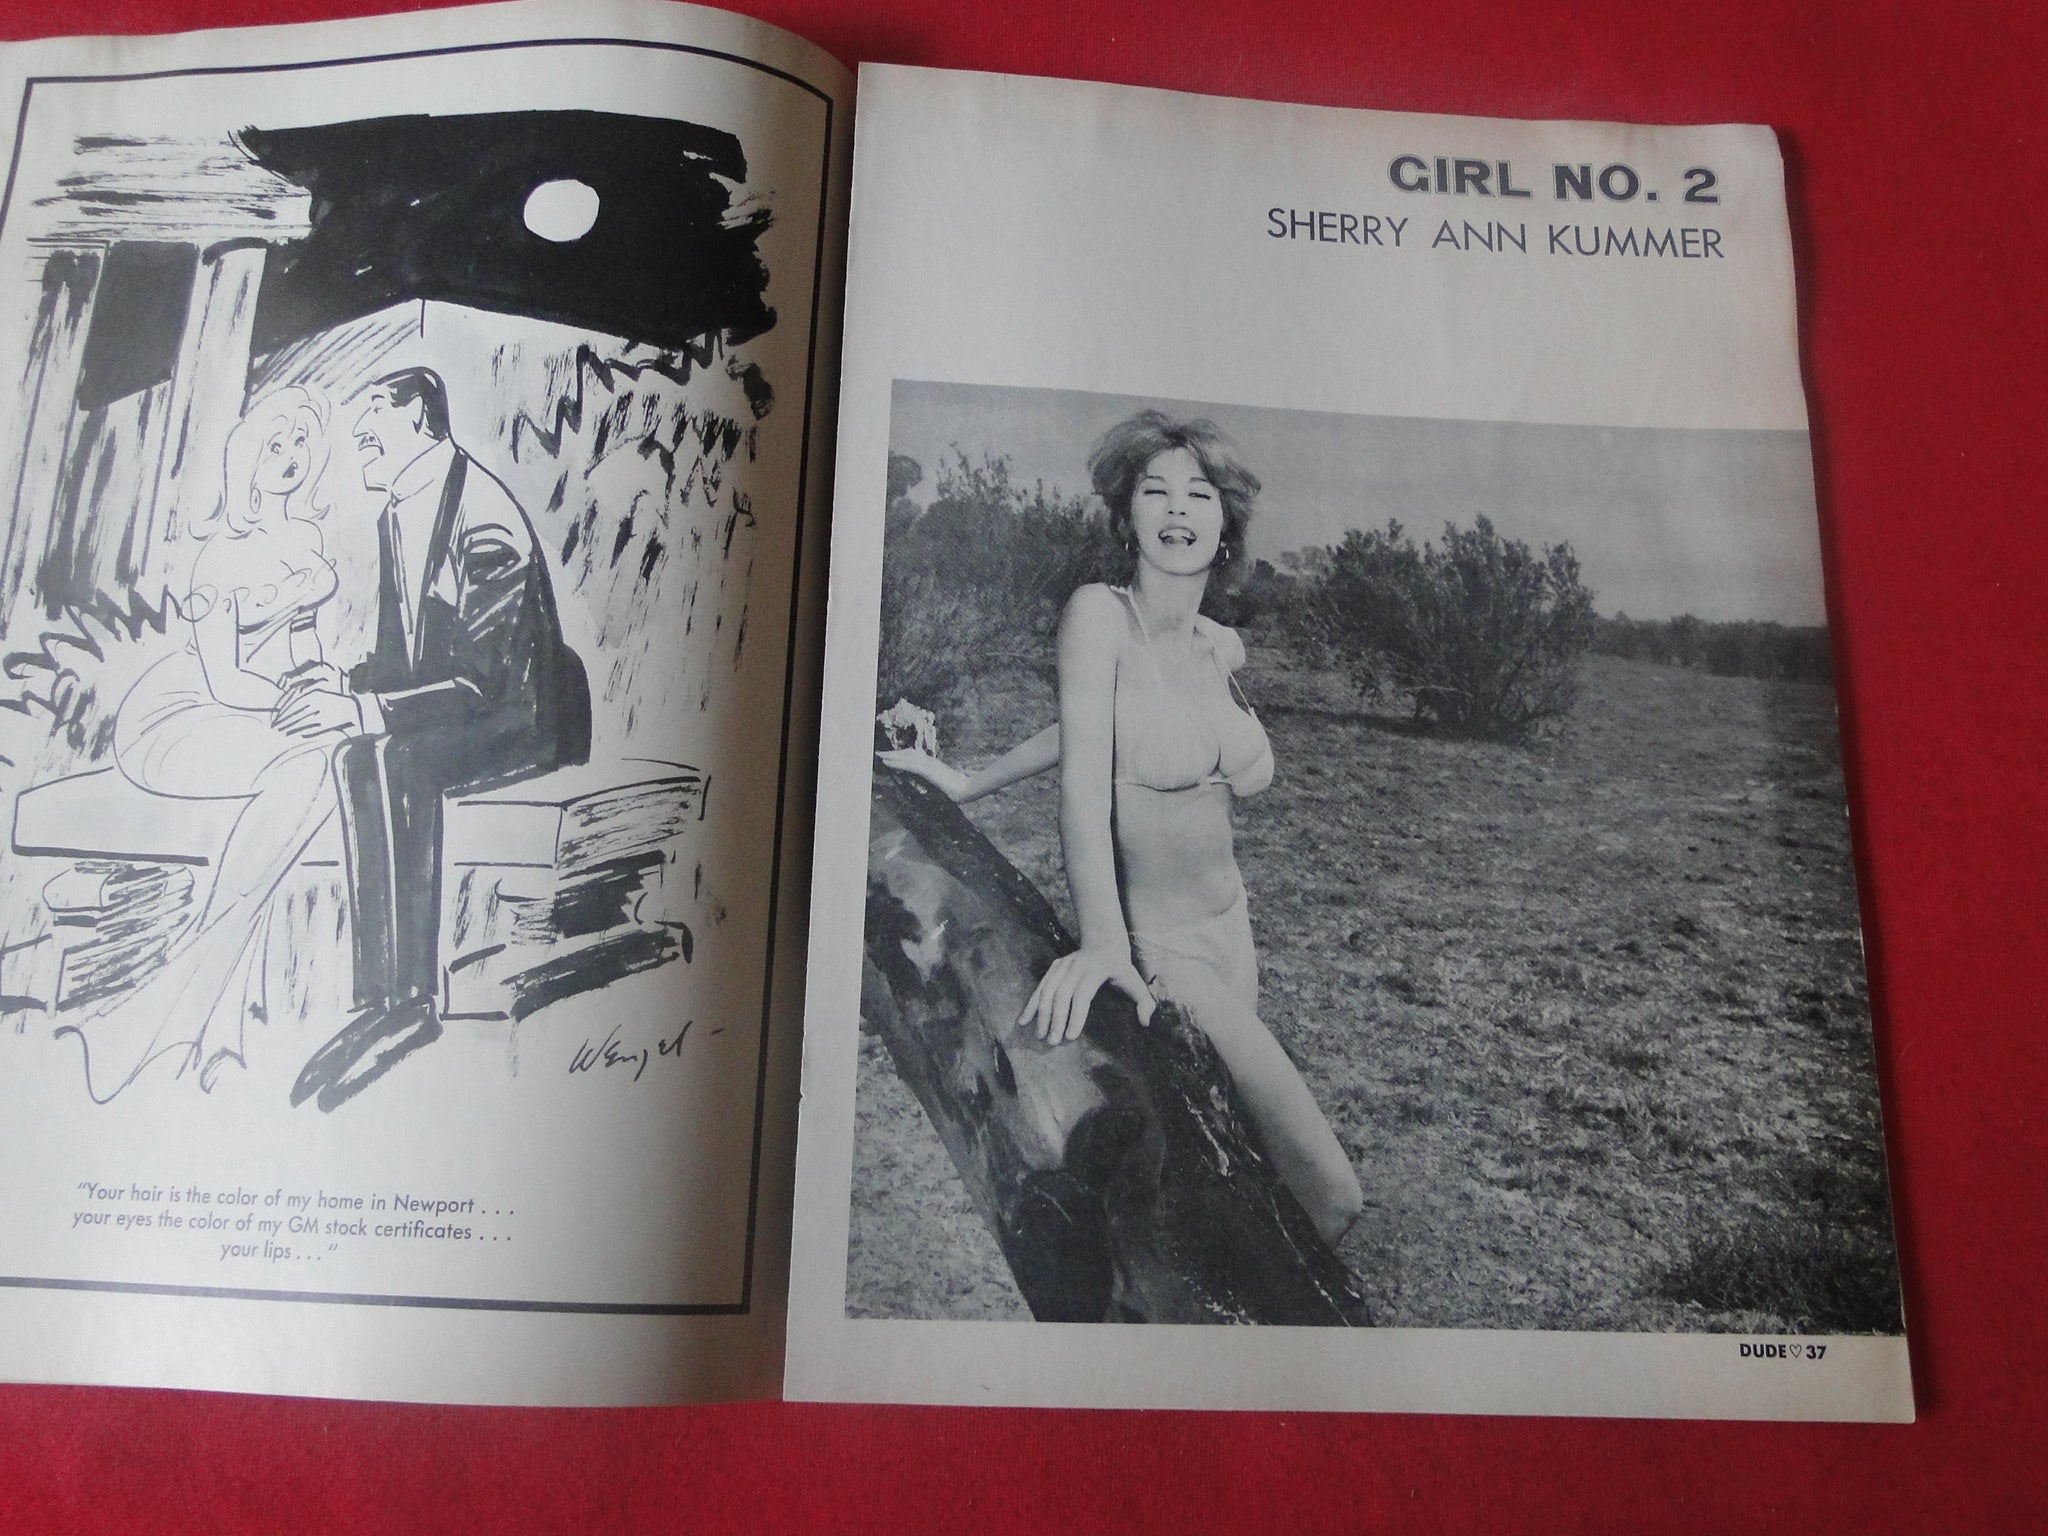 Wenzel
"Your hair is the color of my home in Newport . . .
your eyes the color of my GM stock certificates . . .
your lips . . ."
GIRL NO. 2
SHERRY ANN KUMMER
DUDE♡37